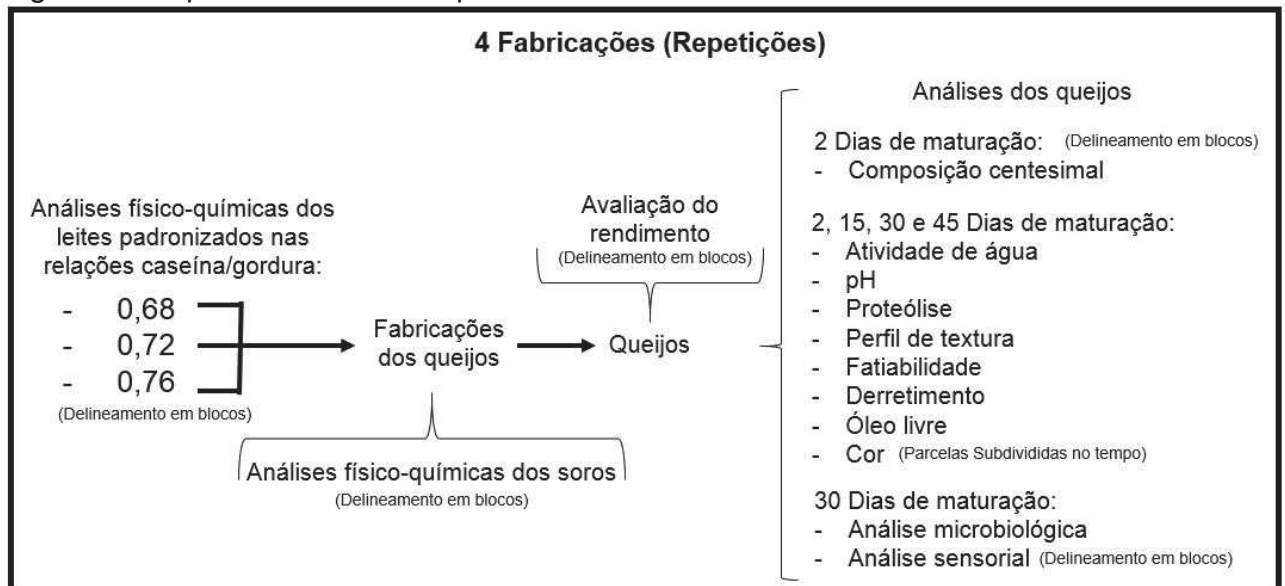 4 Fabricações (Repetições)
Análises físico-químicas dos
leites padronizados nas
relações caseína/gordura:
- 0,68
- 0,72
- 0,76
(Delineamento em blocos)
Fabricações
dos queijos
Análises físico-químicas dos soros
(Delineamento em blocos)
Avaliação do
rendimento
(Delineamento em blocos)
Queijos
Análises dos queijos
2 Dias de maturação: (Delineamento em blocos)
- Composição centesimal
2, 15, 30 e 45 Dias de maturação:
- Atividade de água
- pH
- Proteólise
- Perfil de textura
- Fatiabilidade
- Derretimento
- Óleo livre
- Cor (Parcelas Subdivididas no tempo)
30 Dias de maturação:
- Análise microbiológica
- Análise sensorial (Delineamento em blocos)